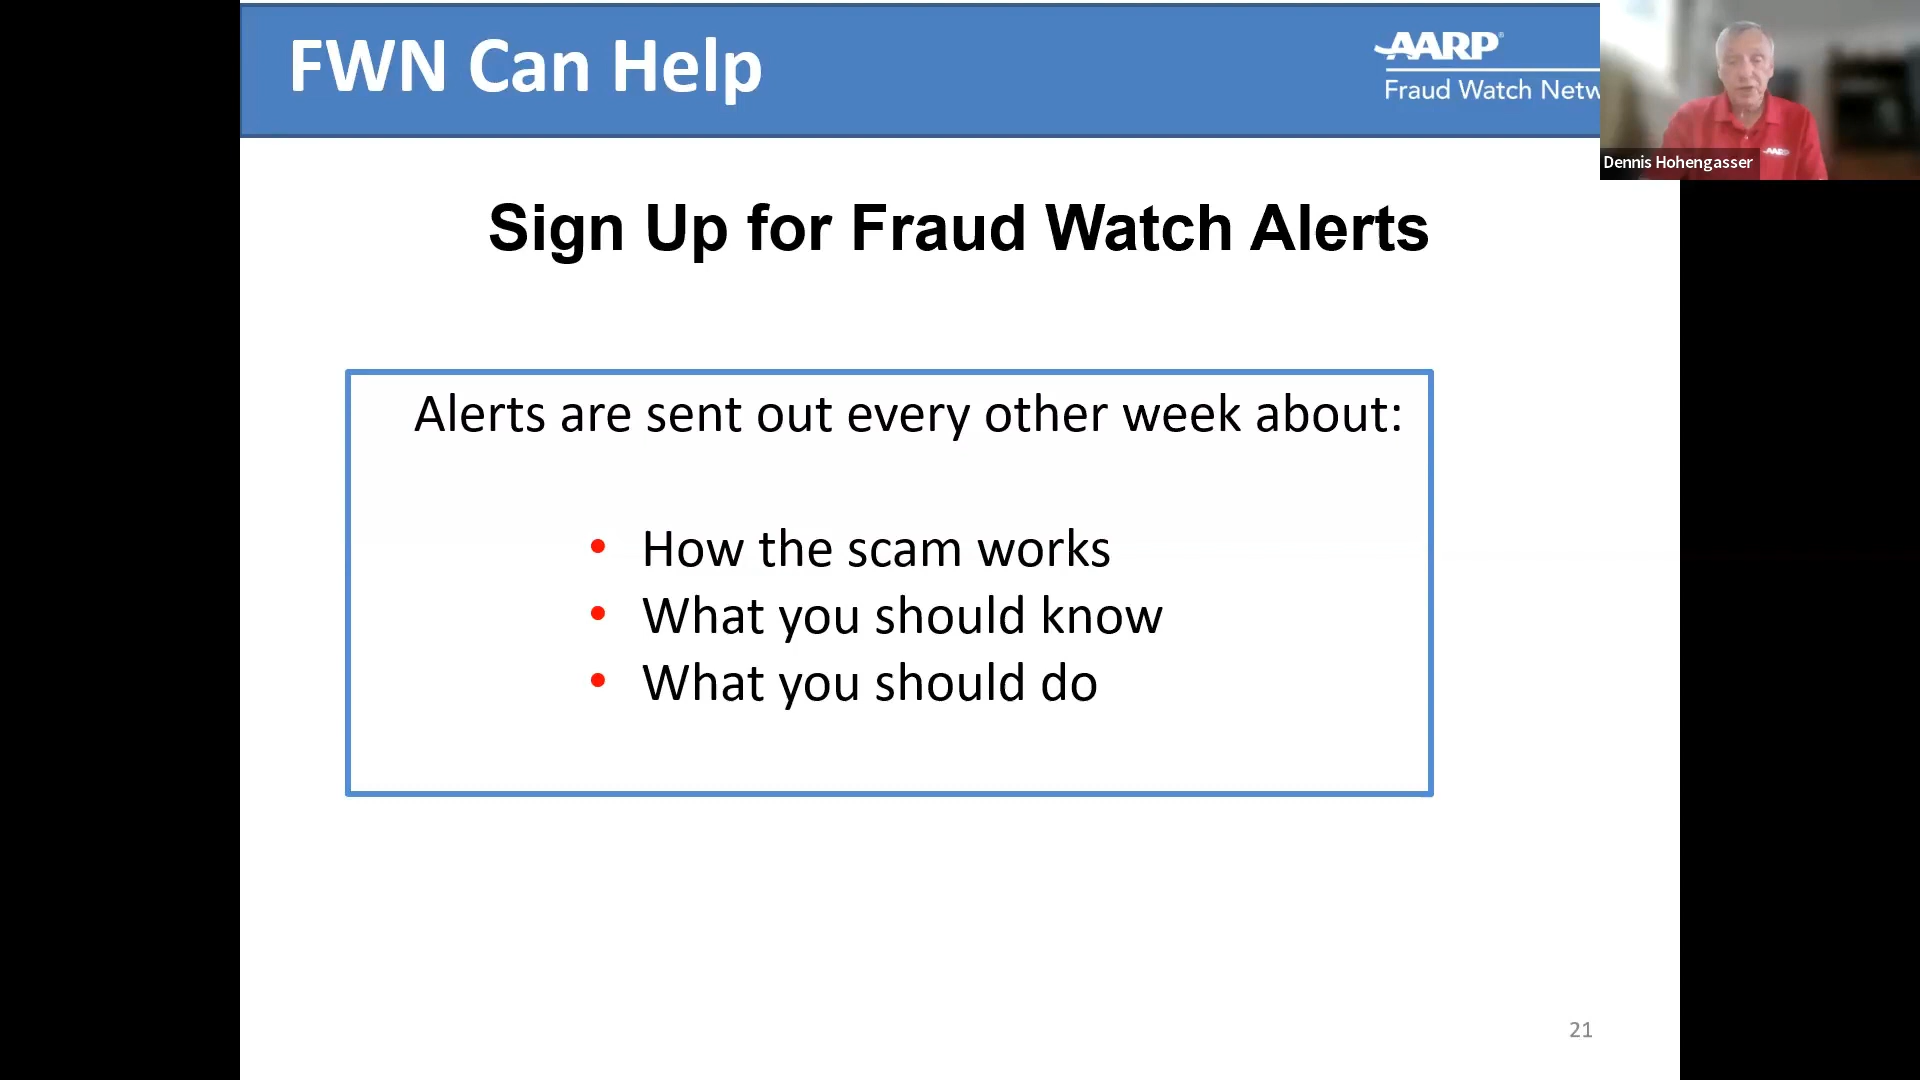 FWN Can Help
AARP®
Fraud Watch Netw
Dennis Hohengasser
AARP
Sign Up for Fraud Watch Alerts
Alerts are sent out every other week about:
• How the scam works
• What you should know
• What you should do
21